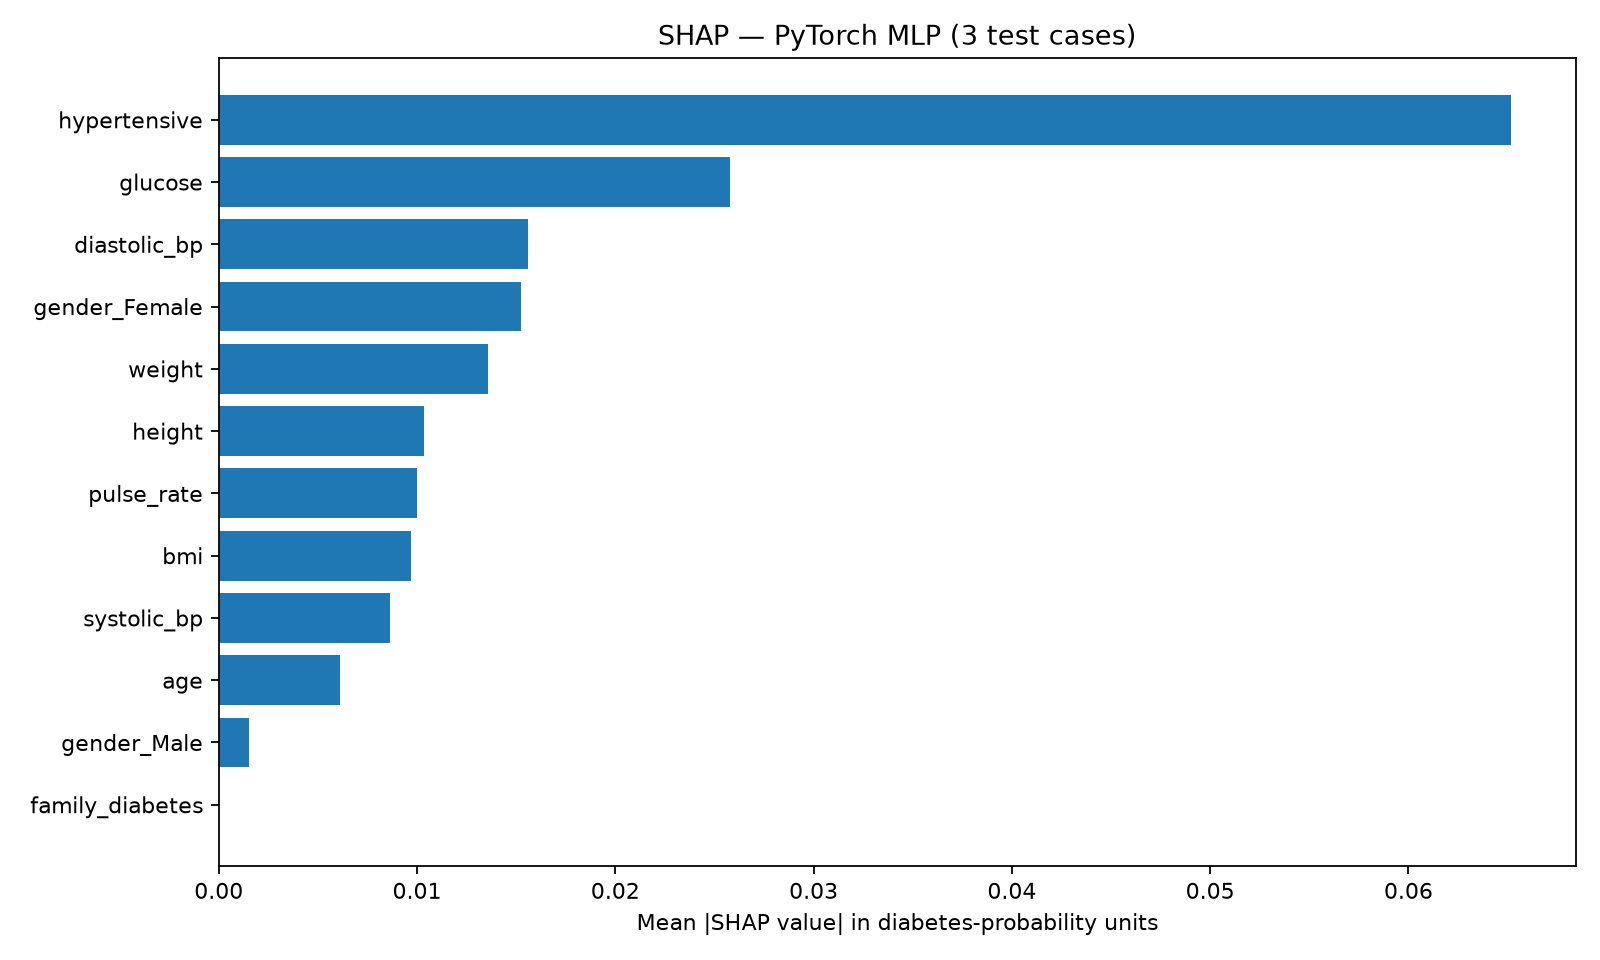 SHAP — PyTorch MLP (3 test cases)
hypertensive
glucose
diastolic_bp
gender_Female
weight
height
pulse_rate
bmi
systolic_bp
age
gender_Male
family_diabetes
0.00 0.01 0.02 0.03 0.04 0.05 0.06
Mean |SHAP value| in diabetes-probability units